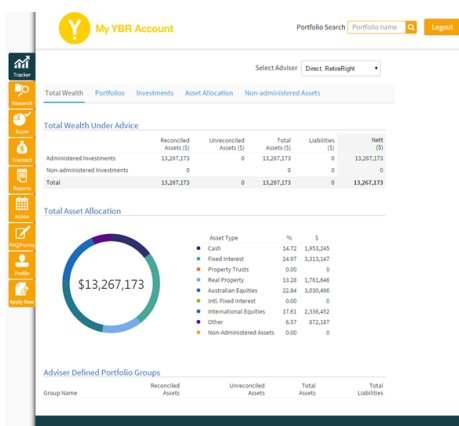 Y My YBR Account
Portfolio Search Portfolio name Logout
Select Adviser Direct, RetireRight
Tracker
Research
Super
Transact
Reports
Action
FAQ/Forms
Profile
Apply Now
Total Wealth Portfolios Investments Asset Allocation Non-administered Assets
Total Wealth Under Advice
Reconciled Assets ($) Unreconciled Assets ($) Total Assets ($) Liabilities ($) Nett ($)
Administered Investments 13,267,173 0 13,267,173 0 13,267,173
Non-administered Investments 0 0 0 0
Total 13,267,173 0 13,267,173 0 13,267,173
Total Asset Allocation
$13,267,173
Asset Type % $
Cash 14.72 1,953,245
Fixed Interest 24.97 3,313,147
Property Trusts 0.00 0
Real Property 13.28 1,761,646
Australian Equities 22.84 3,030,496
Intl. Fixed Interest 0.00 0
International Equities 17.61 2,336,452
Other 6.57 872,187
Non-Administered Assets 0.00 0
Adviser Defined Portfolio Groups
Group Name Reconciled Assets Unreconciled Assets Total Assets Total Liabilities